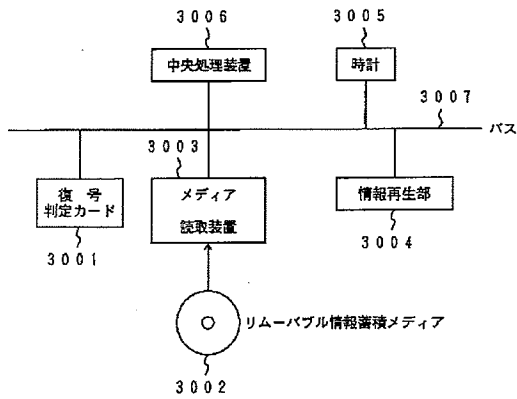 3006
3005
中央処理装置
時計
3007
バス
3003
復 号
判定カード
メディア
読取装置
情報再生部
3001
3004
リムーバブル情報蓄積メディア
3002